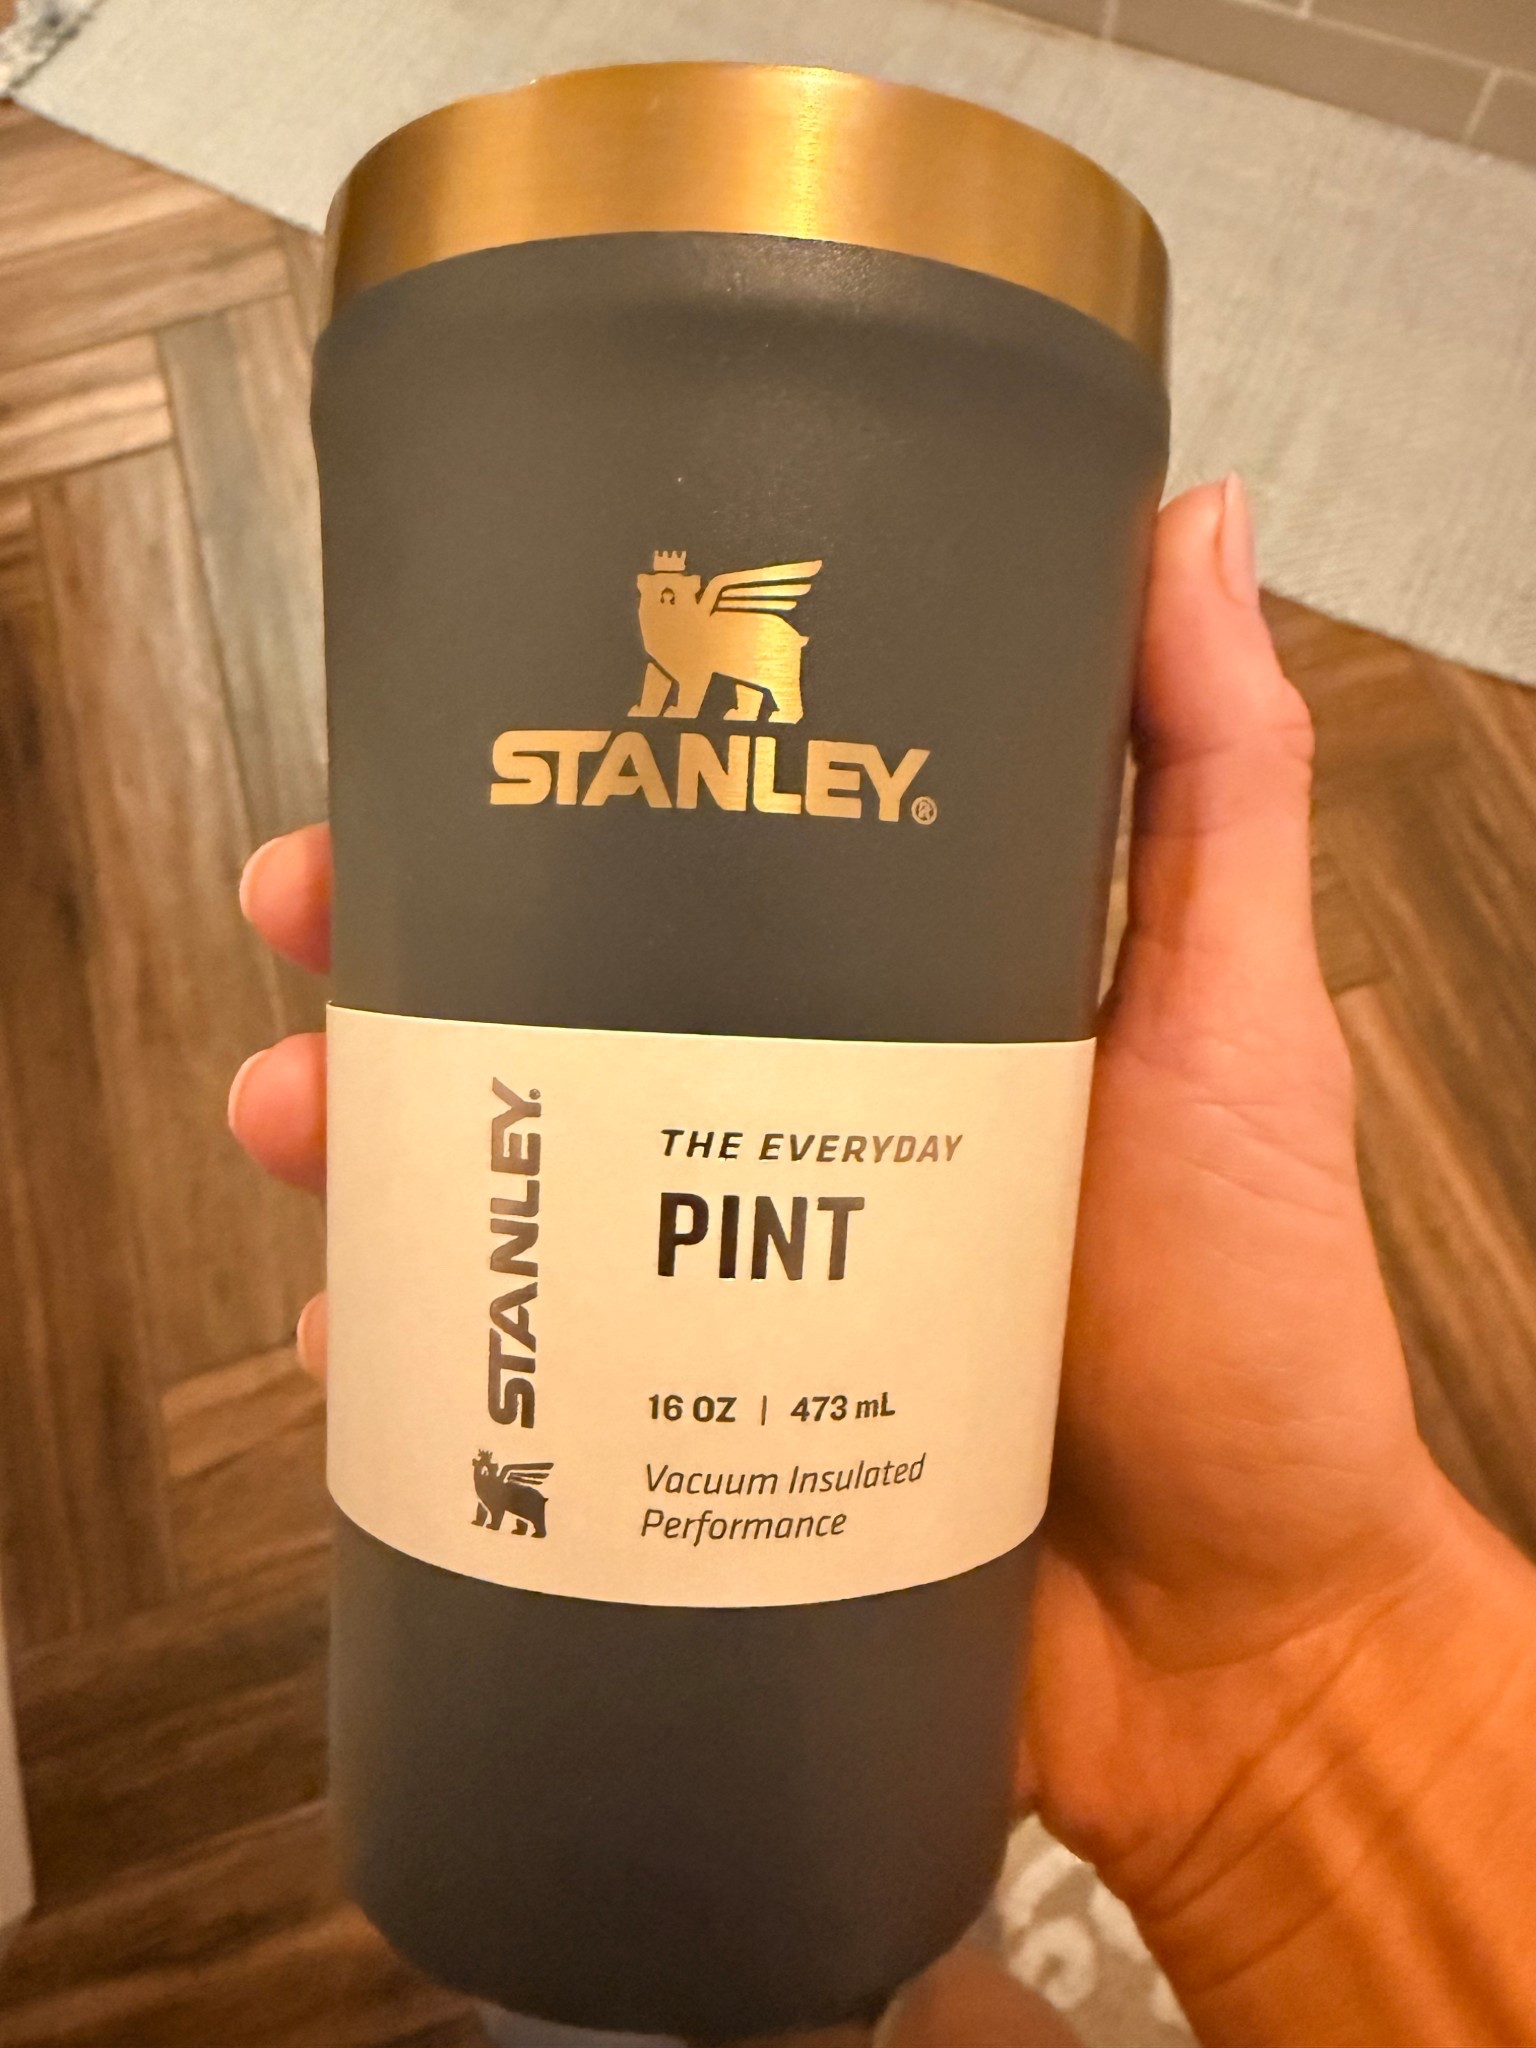 STANLEY®
STANLEY®
THE EVERYDAY
PINT
16 OZ | 473 mL
Vacuum Insulated
Performance